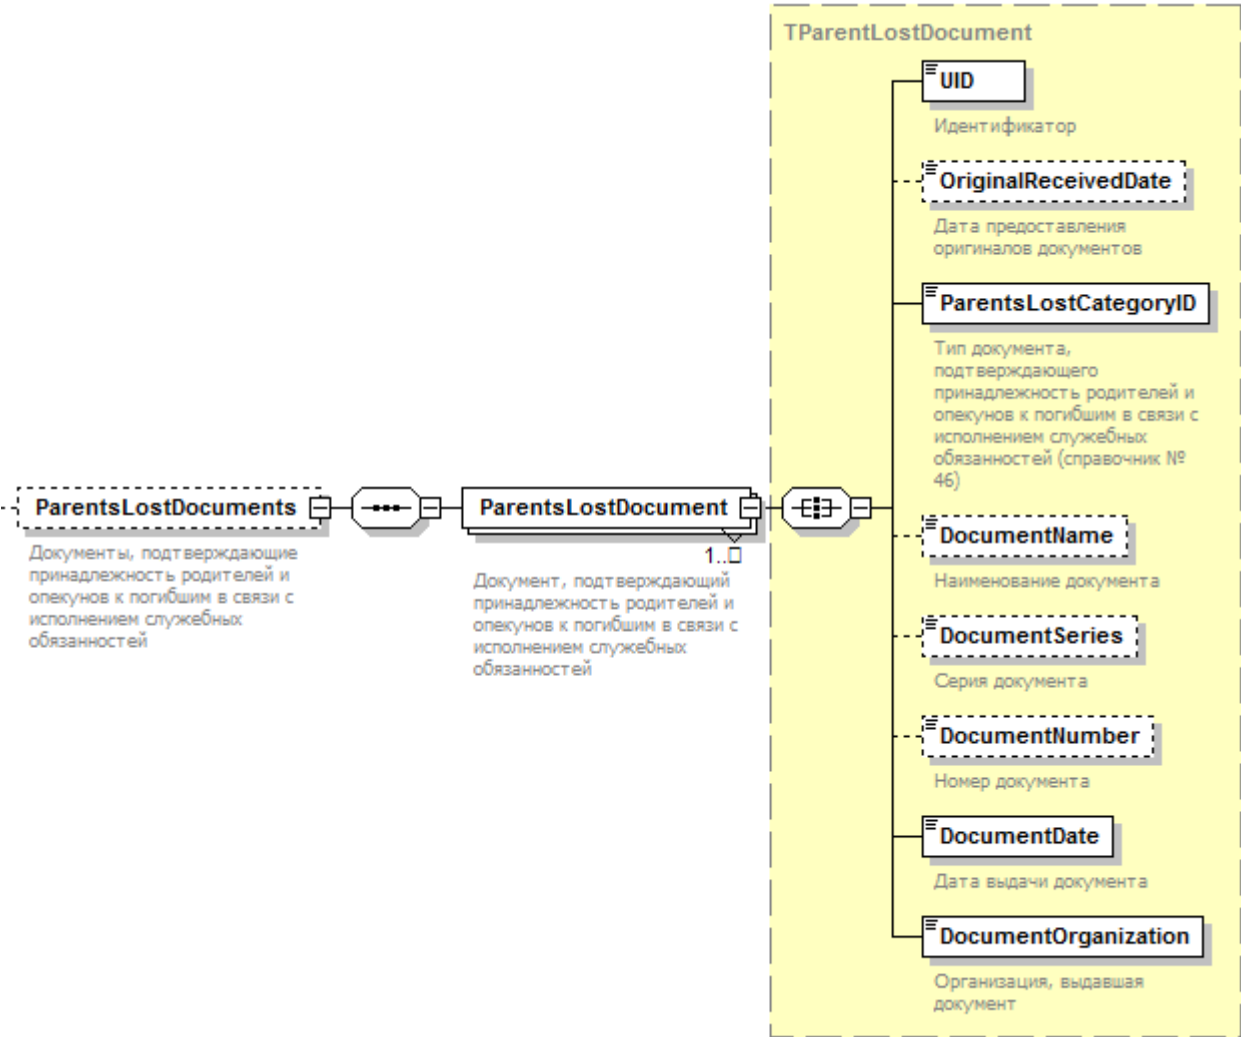 TParentLostDocument
UID
Идентификатор
OriginalReceivedDate
Дата предоставления
оригиналов документов
ParentsLostCategoryID
Тип документа,
подтверждающего
принадлежность родителей и
опекунов к погибшим в связи с
исполнением служебных
обязанностей (справочник №
46)
ParentsLostDocuments
Документы, подтверждающие
принадлежность родителей и
опекунов к погибшим в связи с
исполнением служебных
обязанностей
ParentsLostDocument
1..□
Документ, подтверждающий
принадлежность родителей и
опекунов к погибшим в связи с
исполнением служебных
обязанностей
DocumentName
Наименование документа
DocumentSeries
Серия документа
DocumentNumber
Номер документа
DocumentDate
Дата выдачи документа
DocumentOrganization
Организация, выдавшая
документ